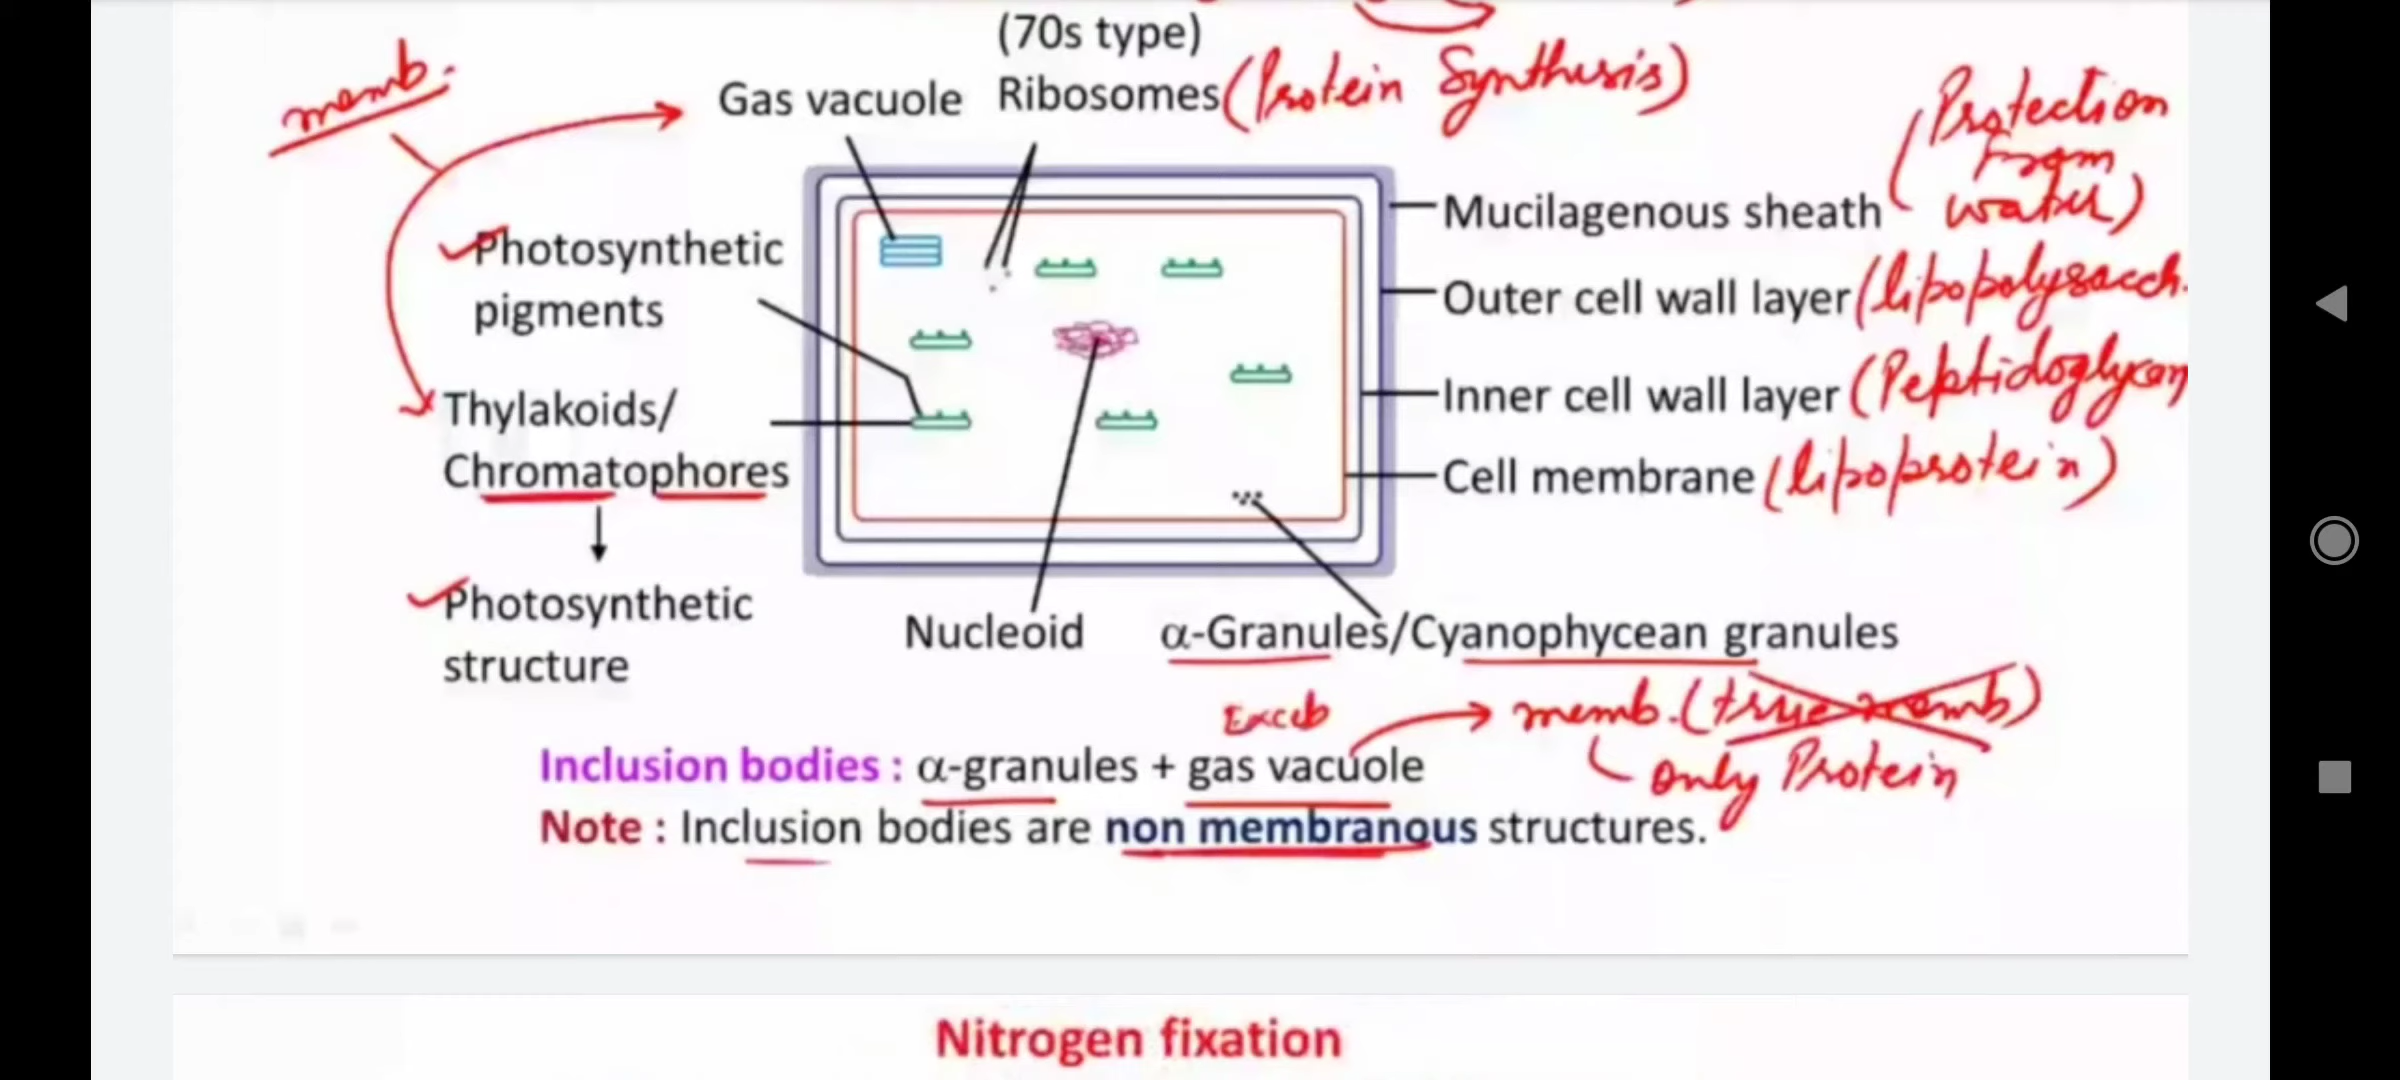 (70s type)
memb.
Gas vacuole
Ribosomes (Protein Synthesis)
(Protection
from
water)
Mucilagenous sheath
Photosynthetic
pigments
Outer cell wall layer (lipopolysacch.
Thylakoids/
Chromatophores
Inner cell wall layer (Peptidoglycan
Cell membrane (lipoprotein)
Photosynthetic
structure
Nucleoid
α-Granules/Cyanophycean granules
memb. (true memb)
only Protein
Inclusion bodies : α-granules + gas vacuole
Note : Inclusion bodies are non membranous structures.
Nitrogen fixation